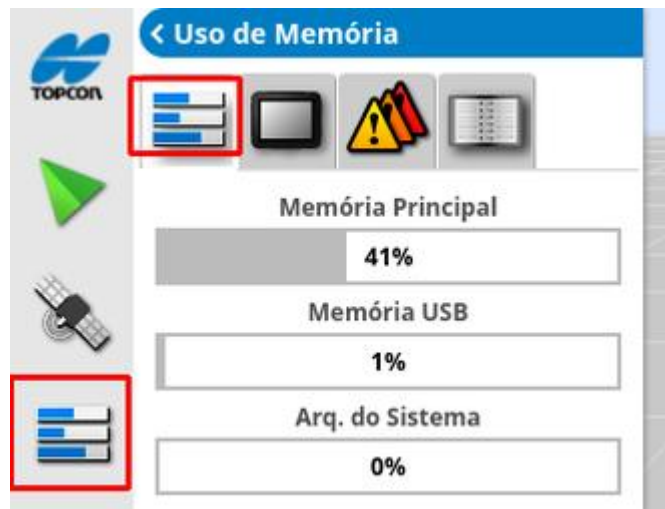 < Uso de Memória
TOPCON
Memória Principal
41%
Memória USB
1%
Arq. do Sistema
0%